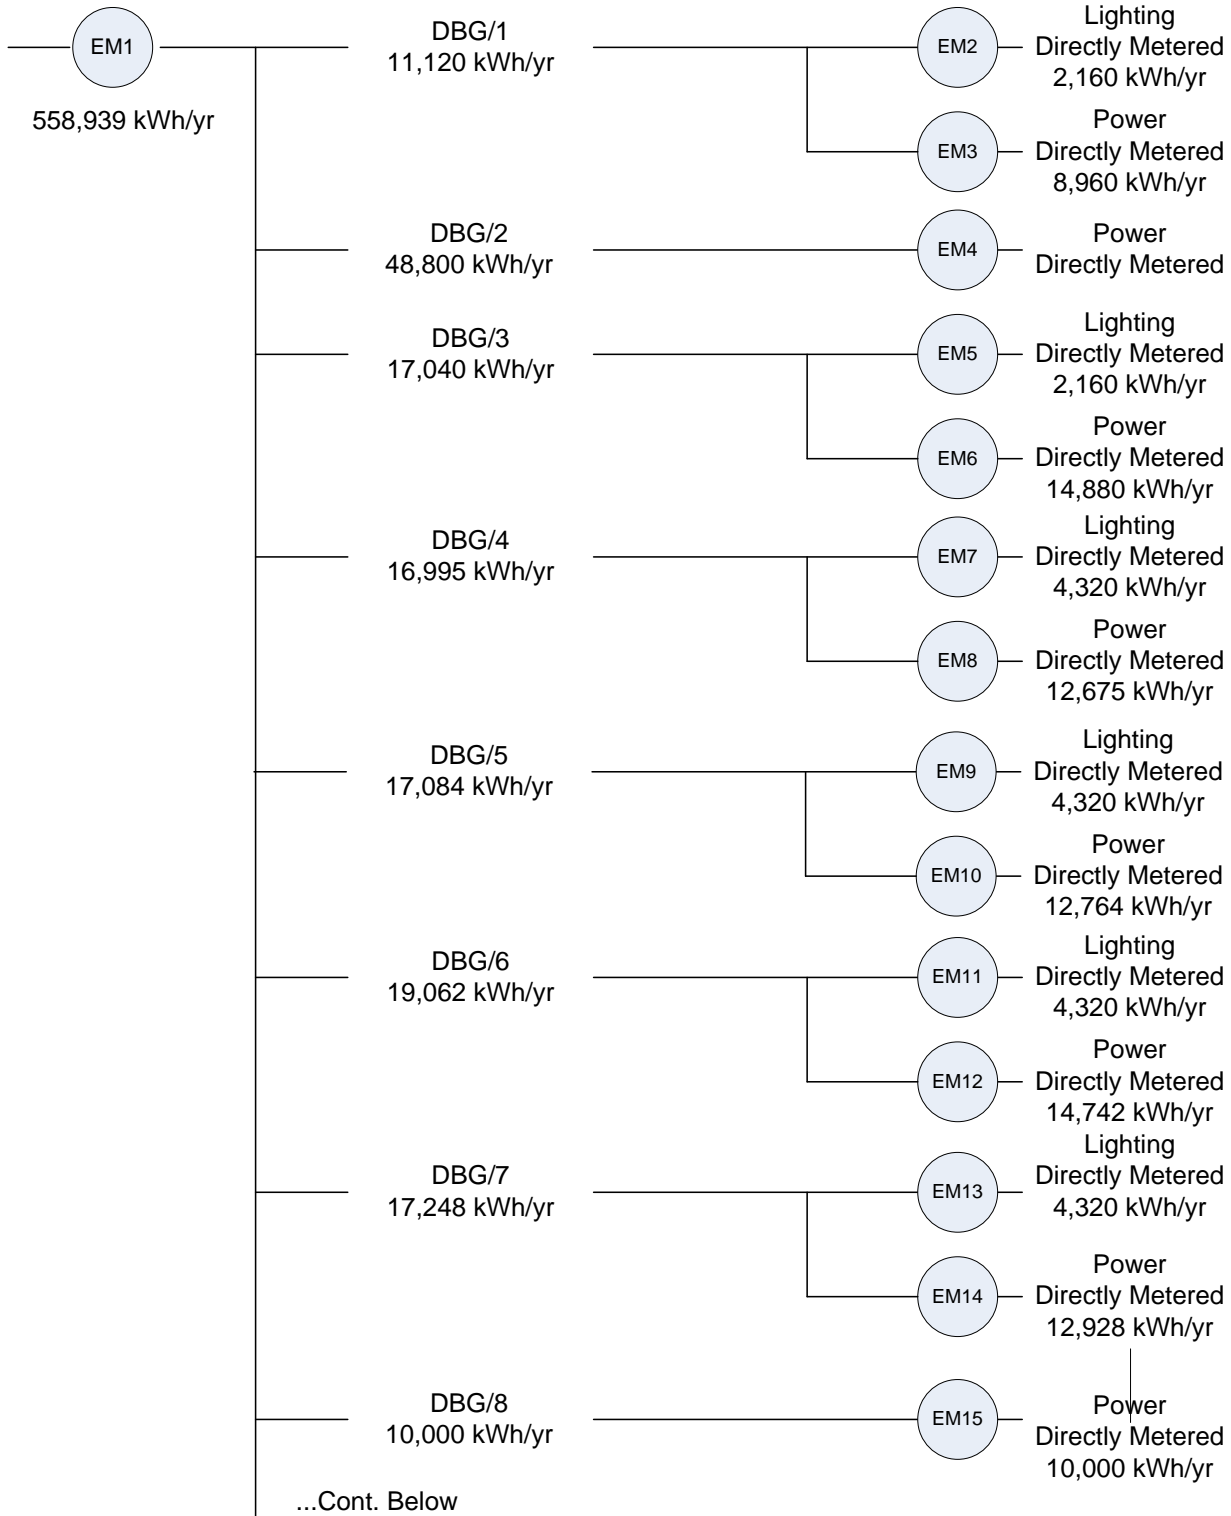 EM1
558,939 kWh/yr
DBG/1
11,120 kWh/yr
EM2
Lighting
Directly Metered
2,160 kWh/yr
EM3
Power
Directly Metered
8,960 kWh/yr
DBG/2
48,800 kWh/yr
EM4
Power
Directly Metered
DBG/3
17,040 kWh/yr
EM5
Lighting
Directly Metered
2,160 kWh/yr
EM6
Power
Directly Metered
14,880 kWh/yr
DBG/4
16,995 kWh/yr
EM7
Lighting
Directly Metered
4,320 kWh/yr
EM8
Power
Directly Metered
12,675 kWh/yr
DBG/5
17,084 kWh/yr
EM9
Lighting
Directly Metered
4,320 kWh/yr
EM10
Power
Directly Metered
12,764 kWh/yr
DBG/6
19,062 kWh/yr
EM11
Lighting
Directly Metered
4,320 kWh/yr
EM12
Power
Directly Metered
14,742 kWh/yr
DBG/7
17,248 kWh/yr
EM13
Lighting
Directly Metered
4,320 kWh/yr
EM14
Power
Directly Metered
12,928 kWh/yr
DBG/8
10,000 kWh/yr
EM15
Power
Directly Metered
10,000 kWh/yr
...Cont. Below